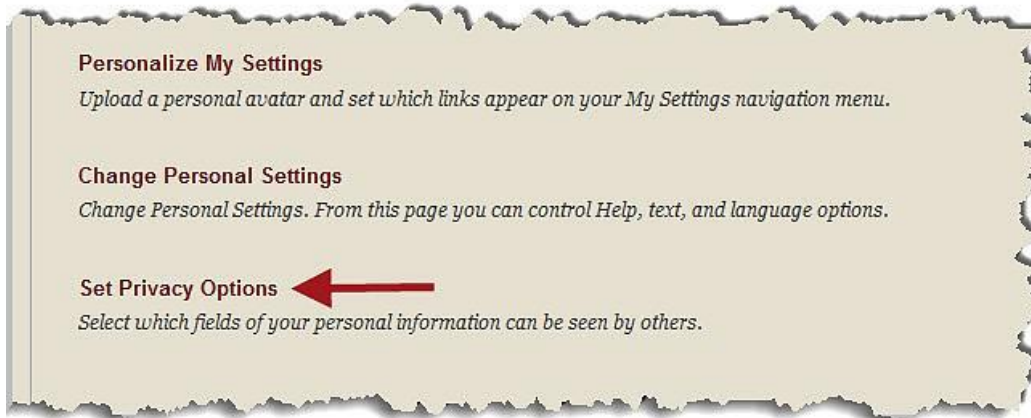 Personalize My Settings
Upload a personal avatar and set which links appear on your My Settings navigation menu.
Change Personal Settings
Change Personal Settings. From this page you can control Help, text, and language options.
Set Privacy Options
Select which fields of your personal information can be seen by others.